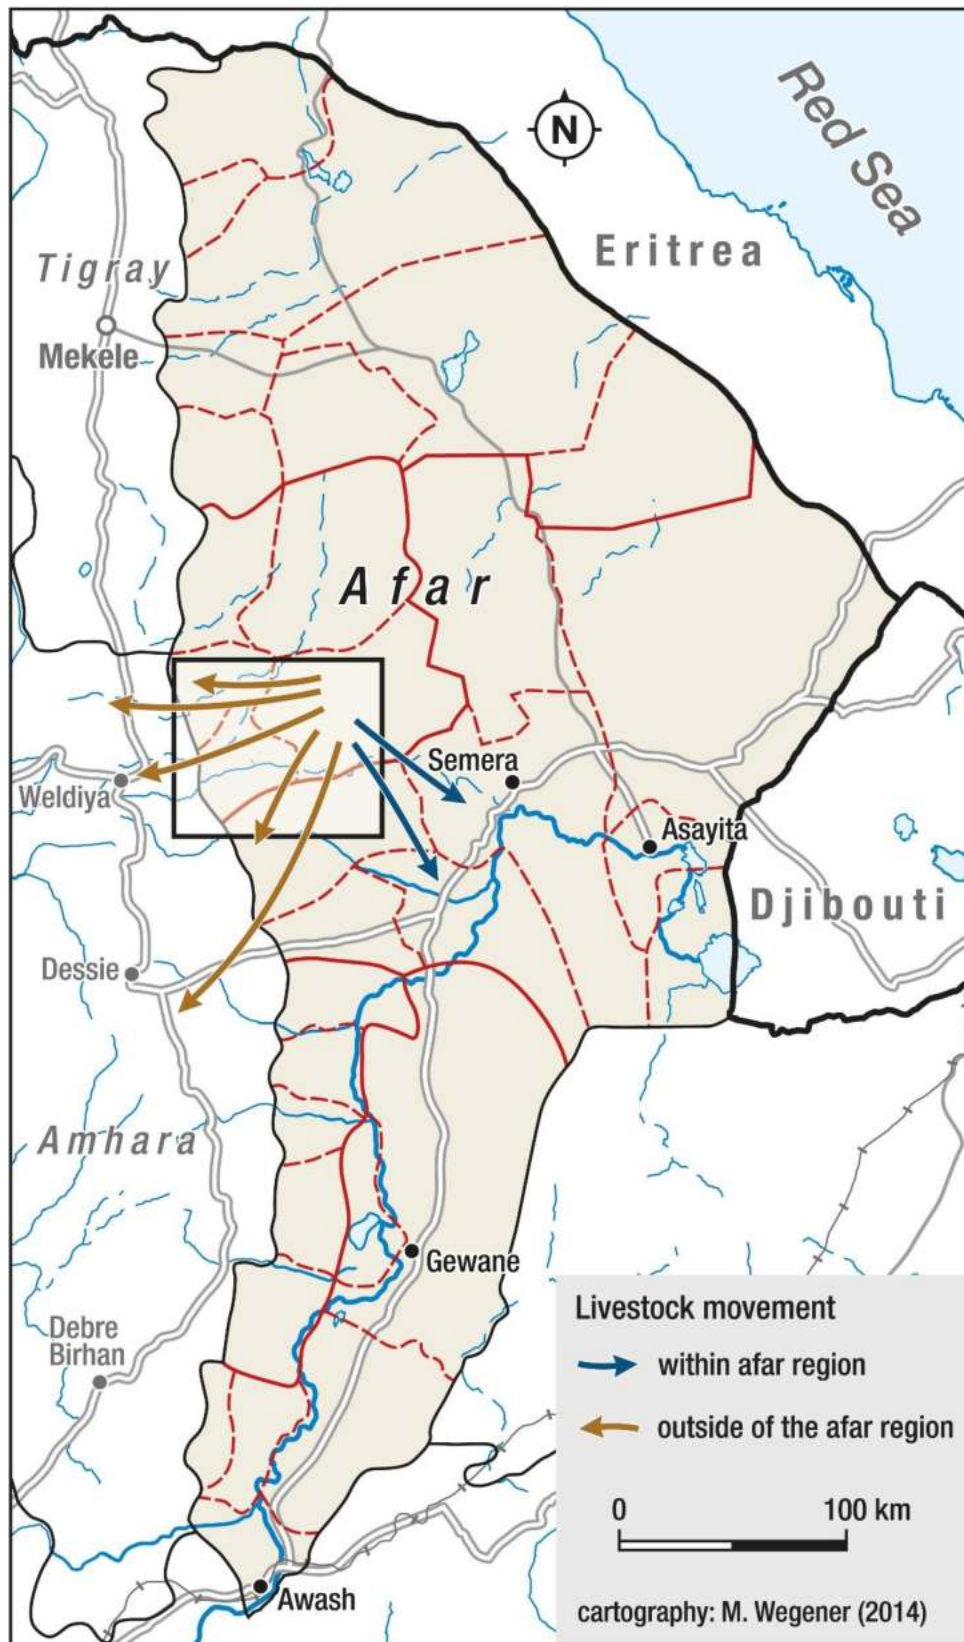 Red Sea
N
Eritrea
Tigray
Mekele
Afar
Semera
Weldiya
Asayita
Djibouti
Dessie
Amhara
Gewane
Debre
Birhan
Awash
Livestock movement
within afar region
outside of the afar region
0 100 km
cartography: M. Wegener (2014)